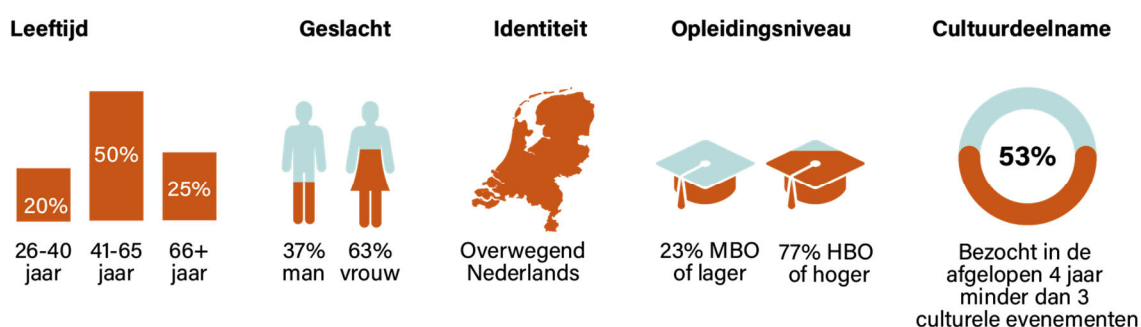 Leeftijd
Geslacht
Identiteit
Opleidingsniveau
Cultuurdeelname
20%
50%
25%
26-40
jaar
41-65
jaar
66+
jaar
37%
man
63%
vrouw
Overwegend
Nederlands
23% MBO
of lager
77% HBO
of hoger
53%
Bezocht in de
afgelopen 4 jaar
minder dan 3
culturele evenementen